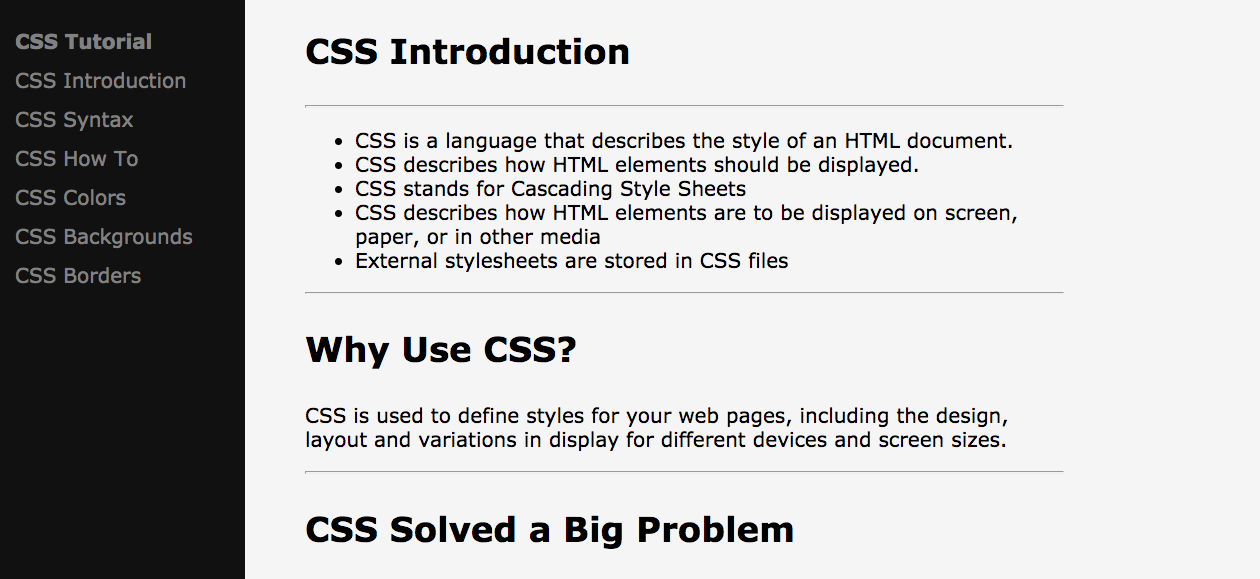 CSS Tutorial
CSS Introduction
CSS Syntax
CSS How To
CSS Colors
CSS Backgrounds
CSS Borders
CSS Introduction
• CSS is a language that describes the style of an HTML document.
• CSS describes how HTML elements should be displayed.
• CSS stands for Cascading Style Sheets
• CSS describes how HTML elements are to be displayed on screen,
paper, or in other media
• External stylesheets are stored in CSS files
Why Use CSS?
CSS is used to define styles for your web pages, including the design,
layout and variations in display for different devices and screen sizes.
CSS Solved a Big Problem